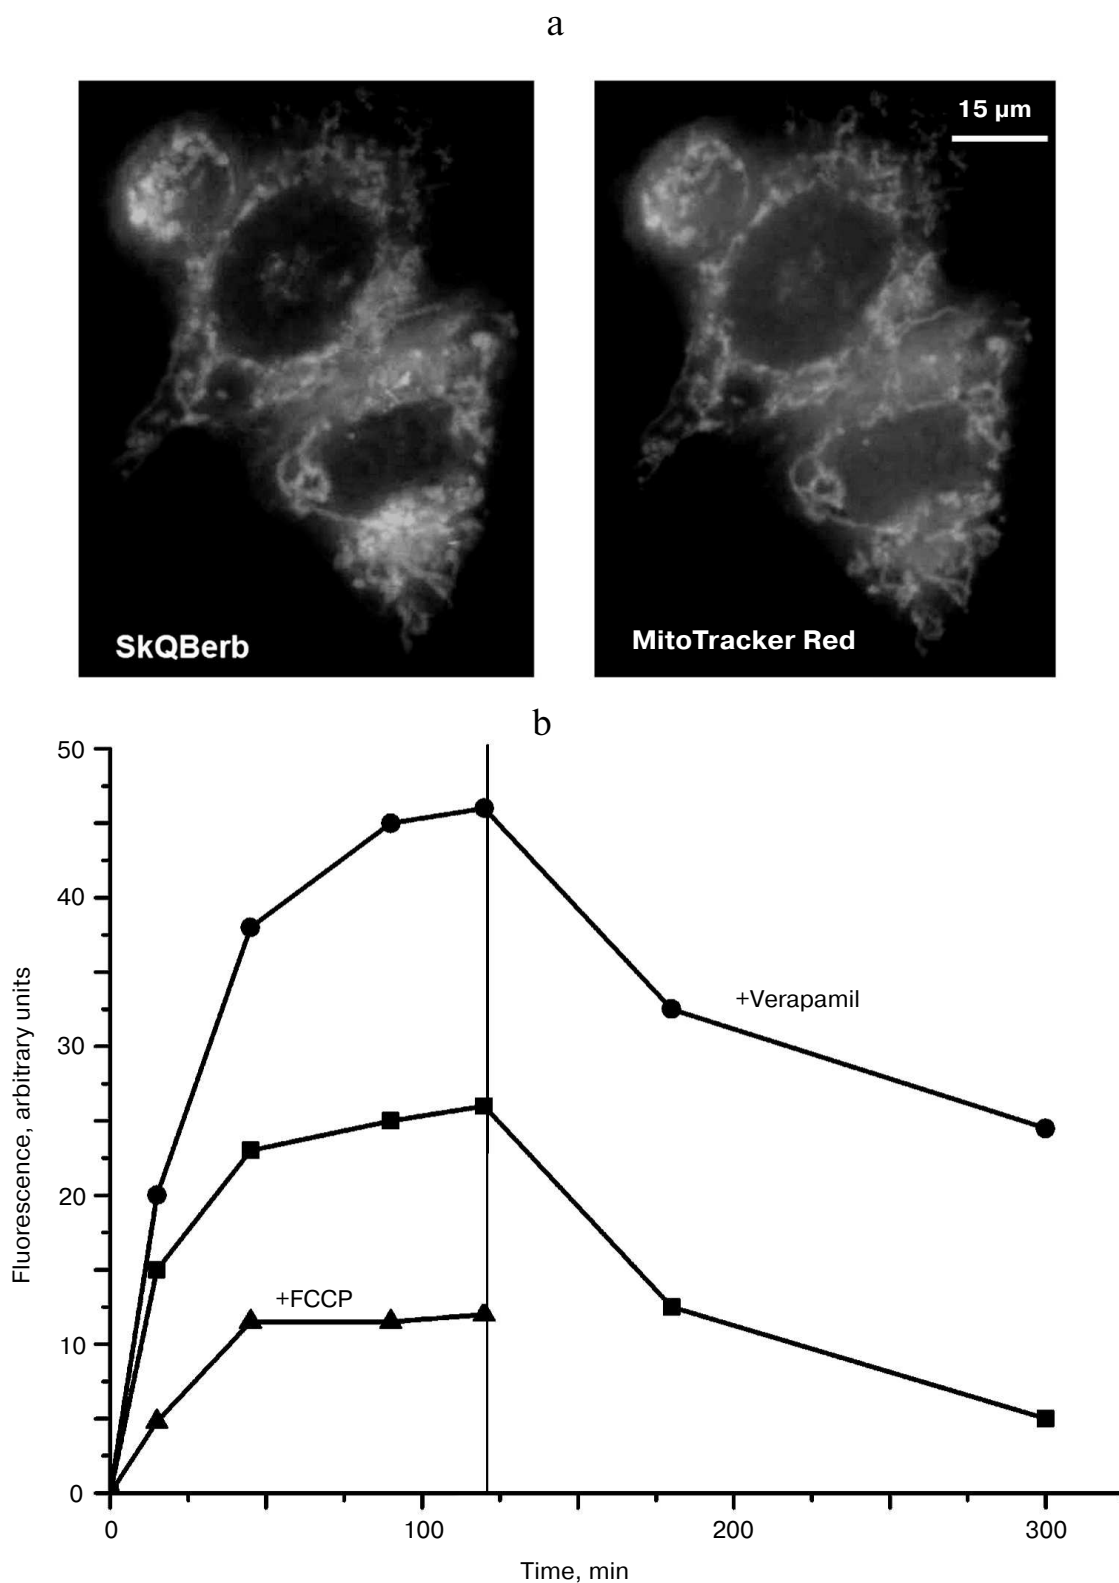 a
15 µm
SkQBerb
MitoTracker Red
b
50
40
30
20
10
0
Fluorescence, arbitrary units
+Verapamil
+FCCP
0 100 200 300
Time, min